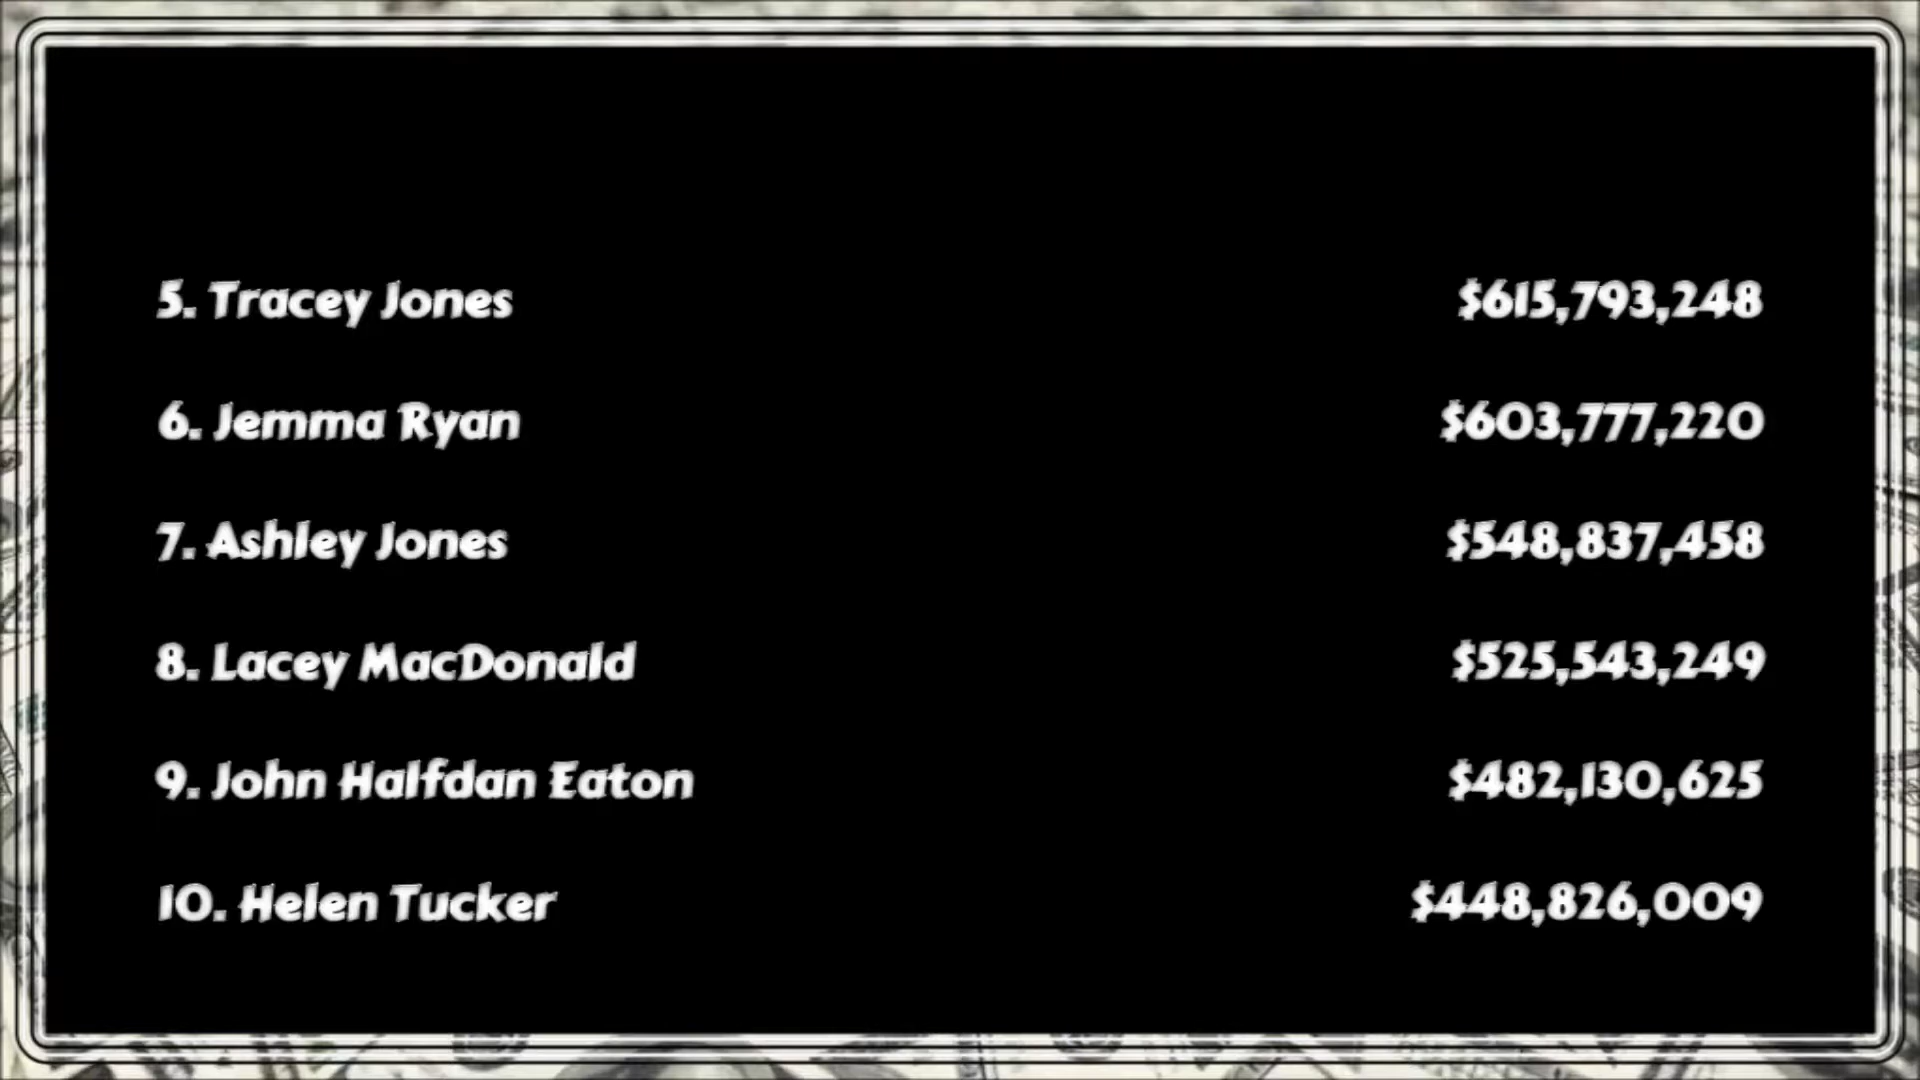 5. Tracey Jones $615,793,248
6. Jemma Ryan $603,777,220
7. Ashley Jones $548,837,458
8. Lacey MacDonald $525,543,249
9. John Halfdan Eaton $482,130,625
10. Helen Tucker $448,826,009